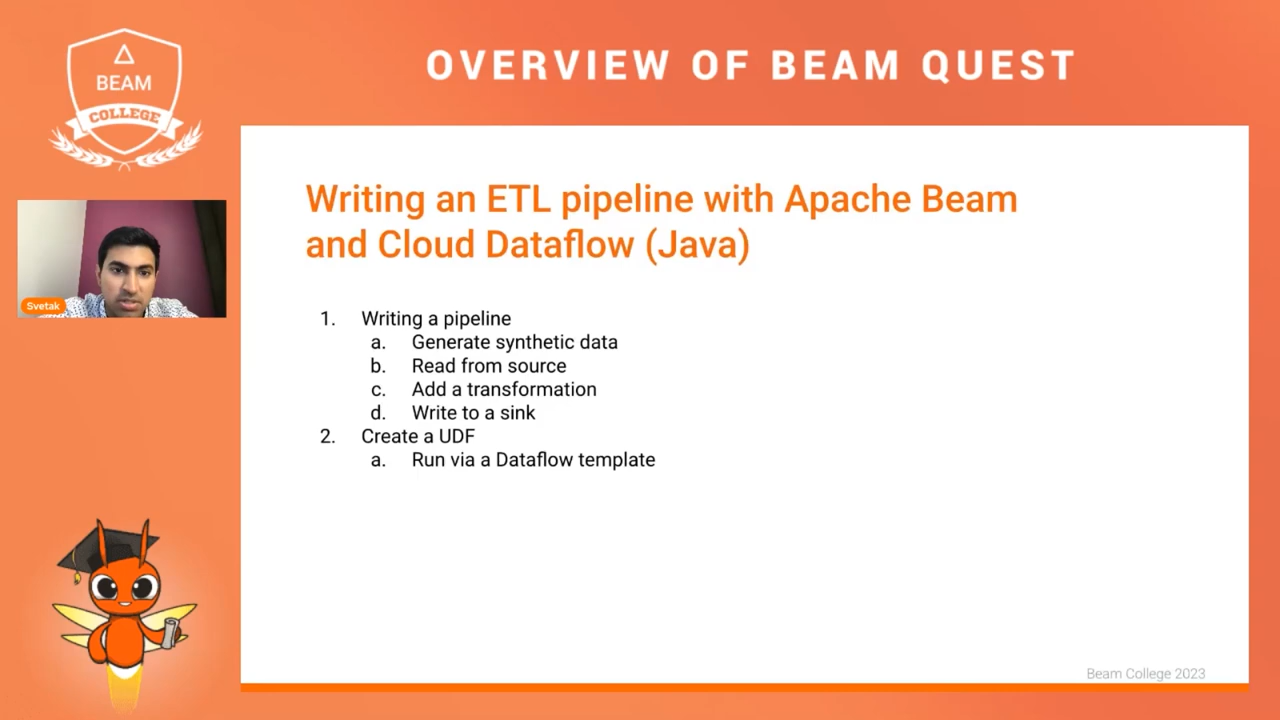 BEAM
COLLEGE
OVERVIEW OF BEAM QUEST
Writing an ETL pipeline with Apache Beam
and Cloud Dataflow (Java)
Svetak
1. Writing a pipeline
a. Generate synthetic data
b. Read from source
c. Add a transformation
d. Write to a sink
2. Create a UDF
a. Run via a Dataflow template
Beam College 2023